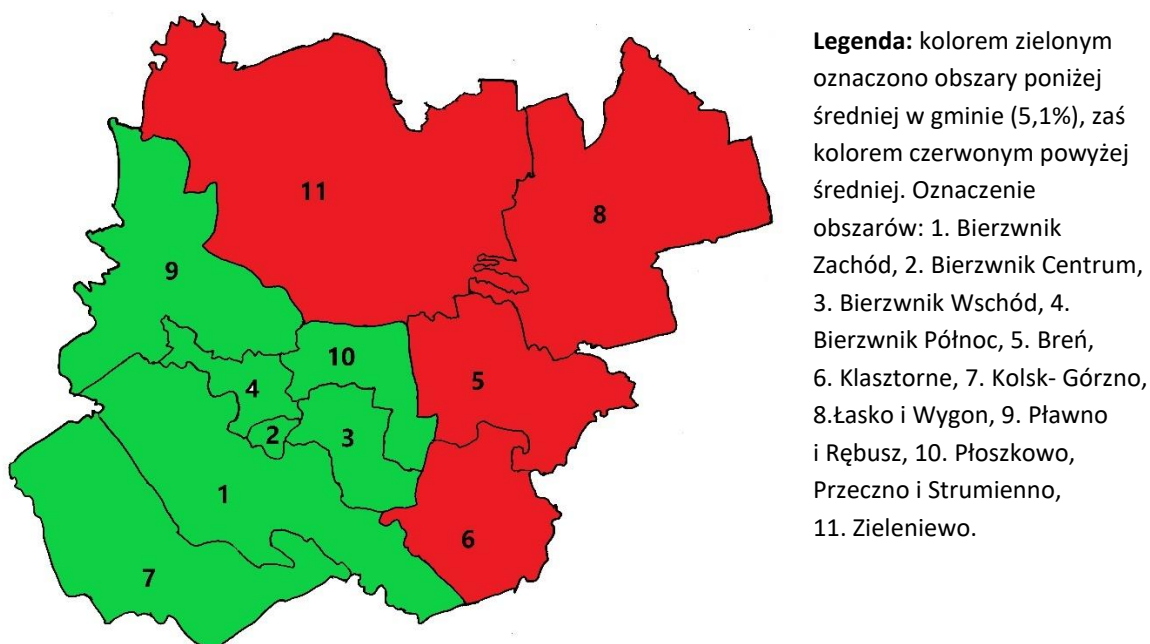 Legenda: kolorem zielonym
oznaczono obszary poniżej
średniej w gminie (5,1%), zaś
kolorem czerwonym powyżej
średniej. Oznaczenie
obszarów: 1. Bierzwnik
Zachód, 2. Bierzwnik Centrum,
3. Bierzwnik Wschód, 4.
Bierzwnik Północ, 5. Breń,
6. Klasztorne, 7. Kolsk- Górzno,
8.Łasko i Wygon, 9. Pławno
i Rębusz, 10. Płoszkowo,
Przeczno i Strumienno,
11. Zieleniewo.
11
8
9
10
5
4
2
3
1
6
7